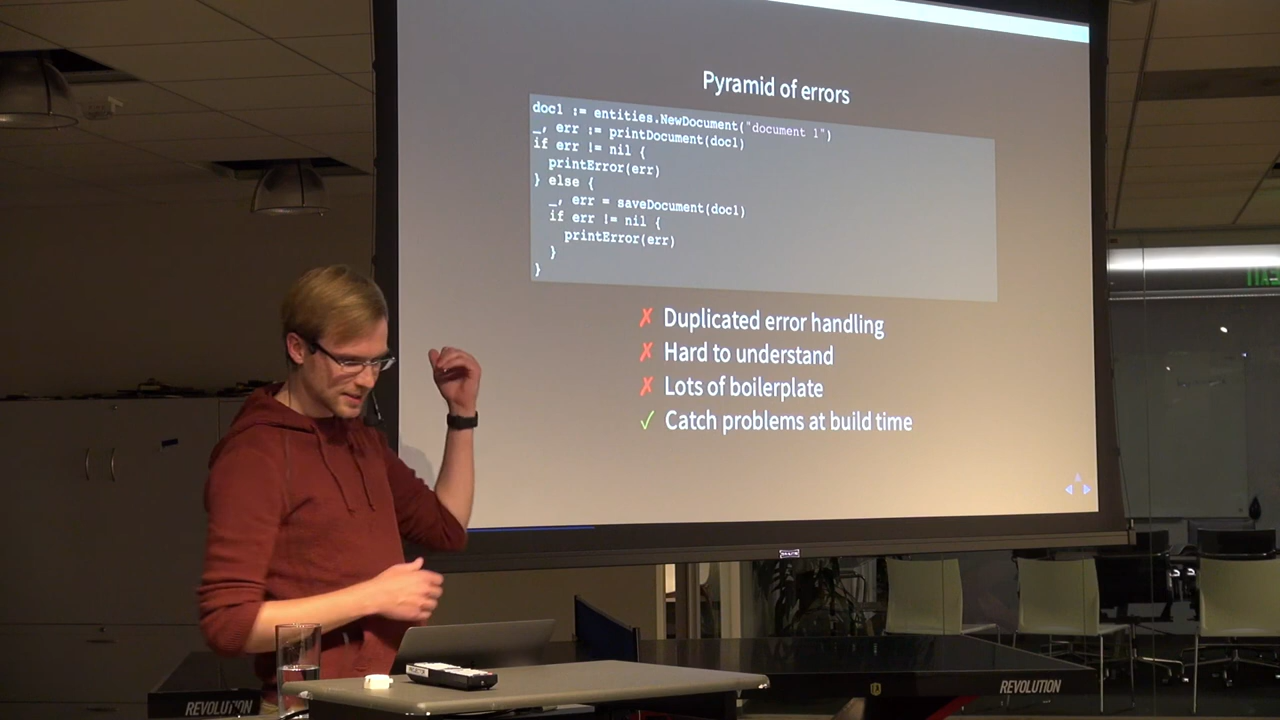 Pyramid of errors
doc1 := entities.NewDocument("document 1")
_, err := printDocument(doc1)
if err != nil {
  printError(err)
} else {
  _, err = saveDocument(doc1)
  if err != nil {
    printError(err)
  }
}
✗ Duplicated error handling
✗ Hard to understand
✗ Lots of boilerplate
✓ Catch problems at build time
REVOLUTION
REVOLUTION